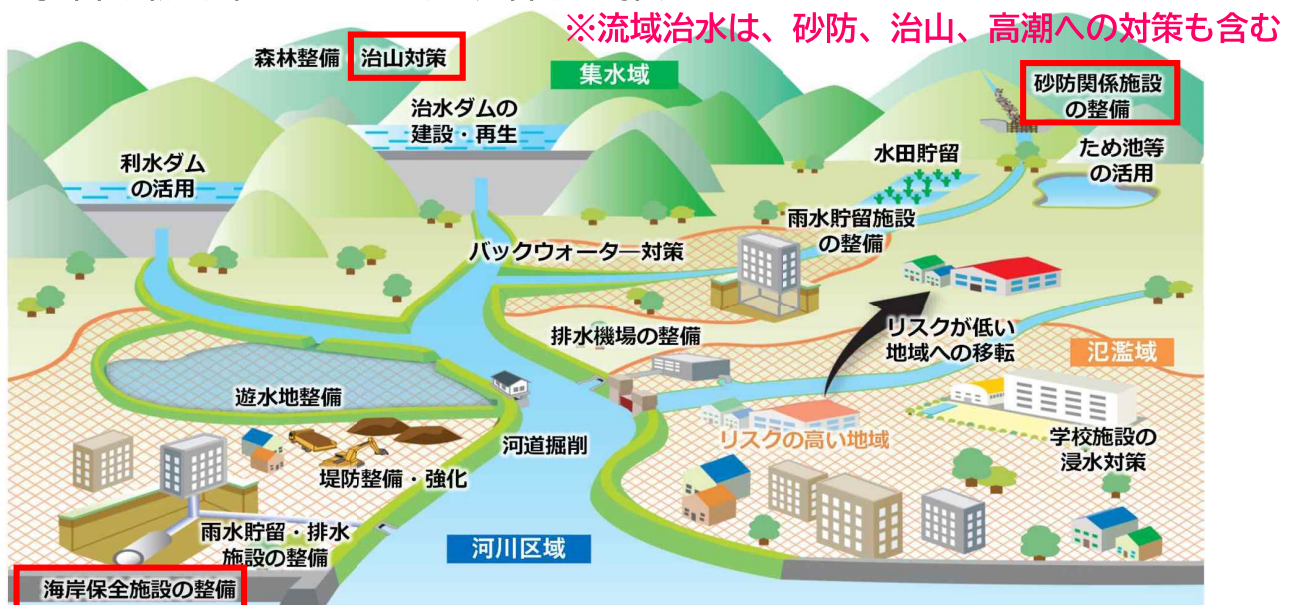 ※流域治水は、砂防、治山、高潮への対策も含む
森林整備・治山対策
集水域
砂防関係施設
の整備
治水ダムの
建設・再生
水田貯留
ため池等
の活用
利水ダム
の活用
雨水貯留施設
の整備
バックウォーター対策
排水機場の整備
リスクが低い
地域への移転
氾濫域
遊水地整備
リスクの高い地域
河道掘削
学校施設の
浸水対策
堤防整備・強化
雨水貯留・排水
施設の整備
河川区域
海岸保全施設の整備